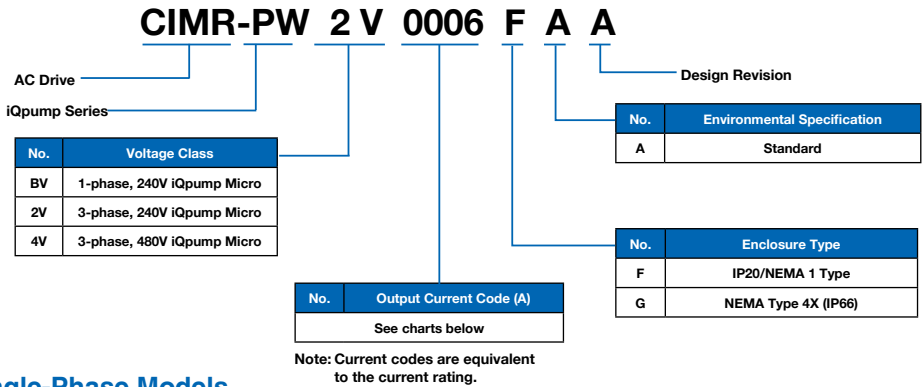 CIMR-PW 2 V 0006 F A A
AC Drive
Design Revision
iQpump Series
No. Environmental Specification
A Standard
No. Voltage Class
BV 1-phase, 240V iQpump Micro
2V 3-phase, 240V iQpump Micro
4V 3-phase, 480V iQpump Micro
No. Enclosure Type
F IP20/NEMA 1 Type
G NEMA Type 4X (IP66)
No. Output Current Code (A)
See charts below
Note: Current codes are equivalent
to the current rating.